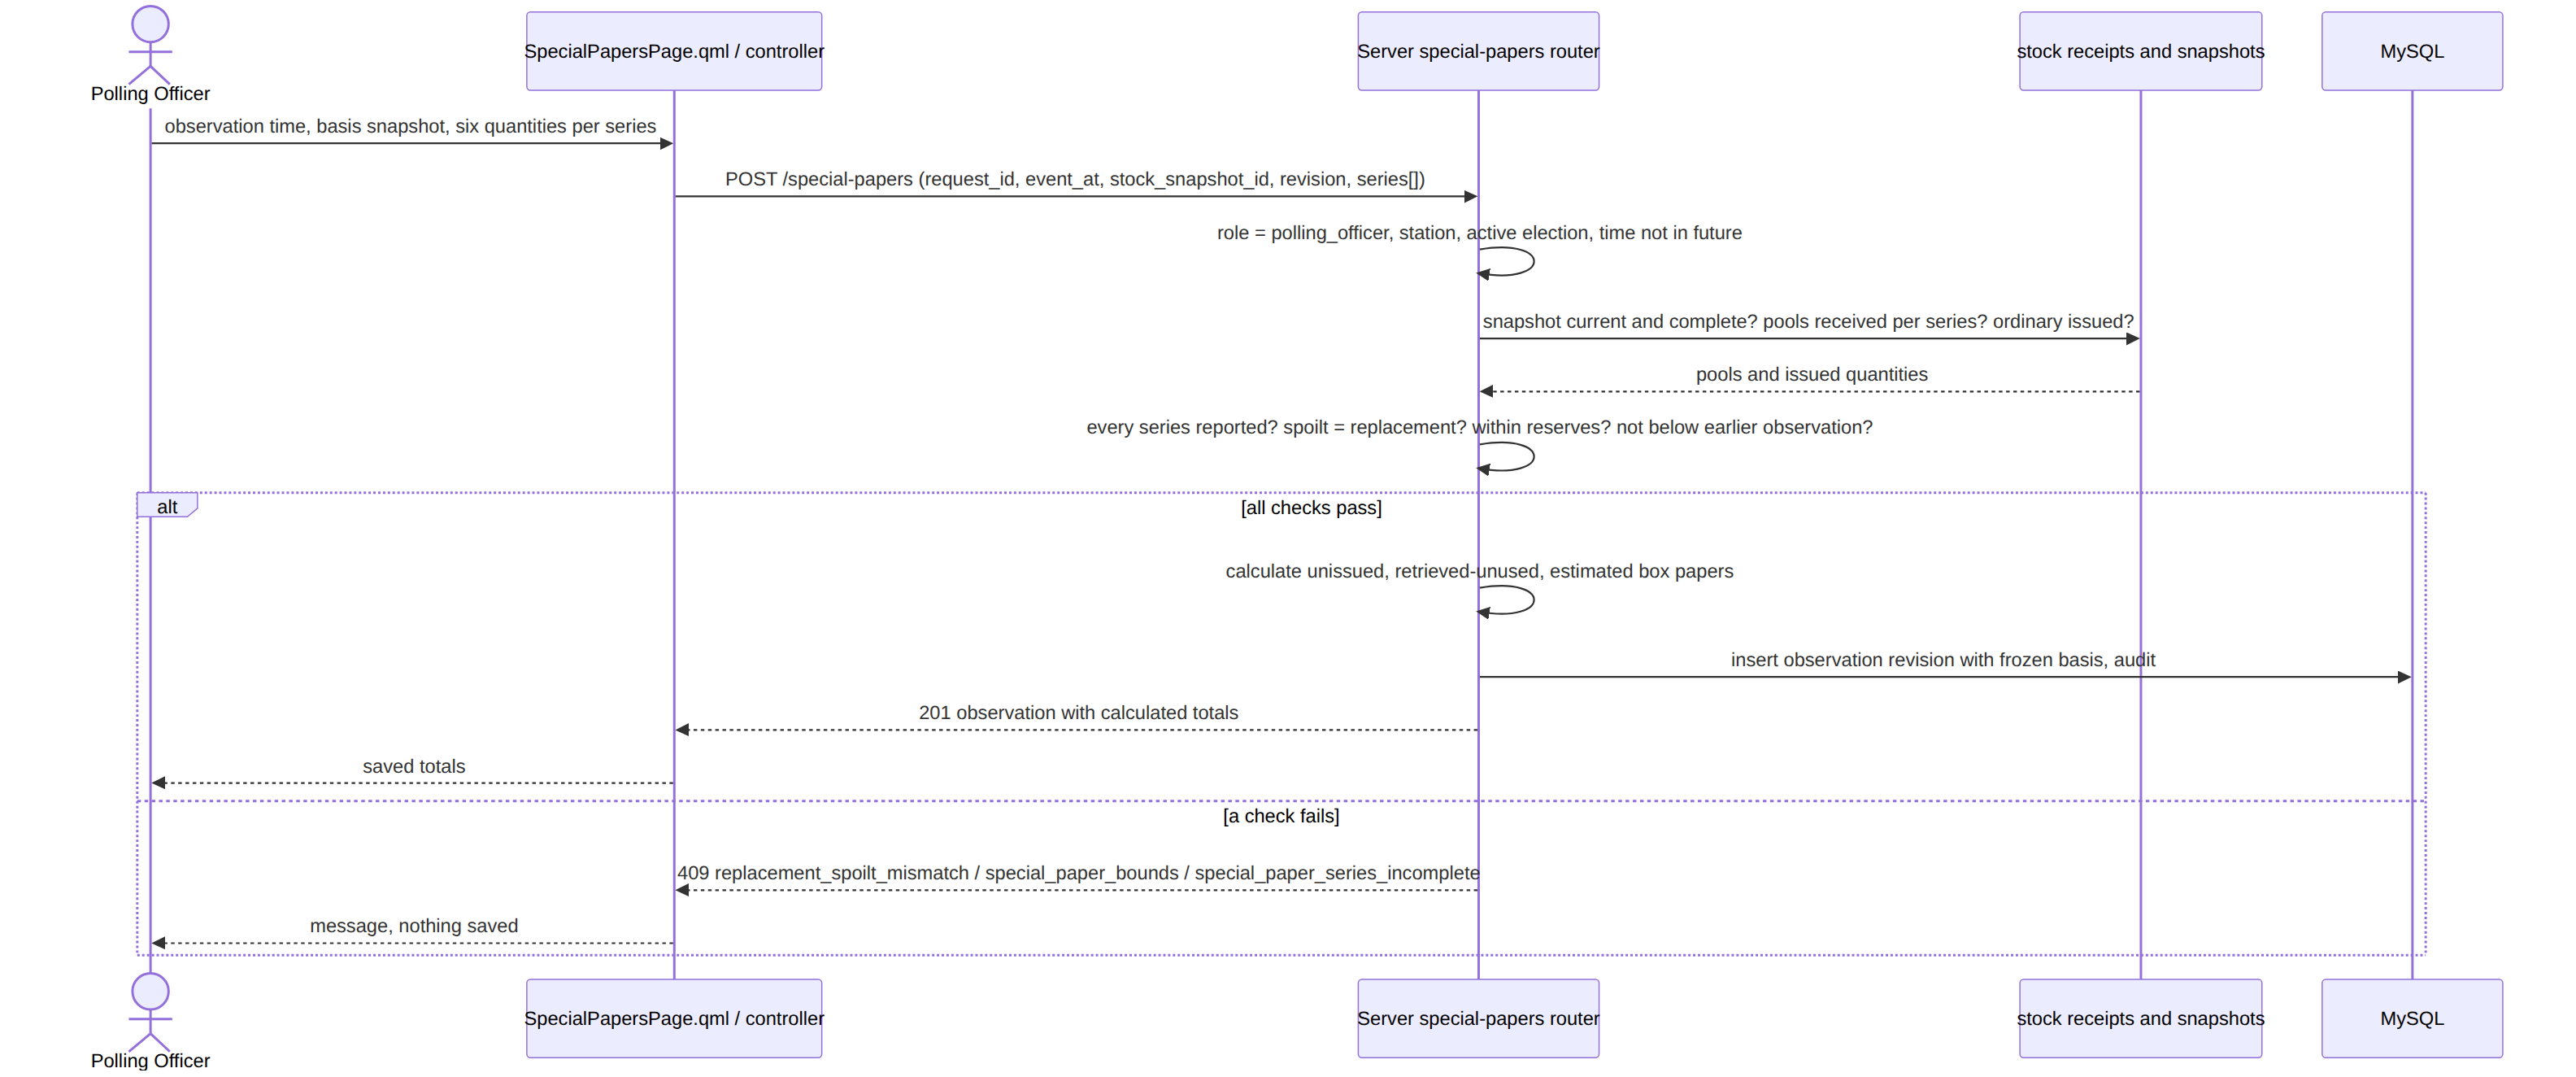 Polling Officer
SpecialPapersPage.qml / controller
Server special-papers router
stock receipts and snapshots
MySQL
observation time, basis snapshot, six quantities per series
POST /special-papers (request_id, event_at, stock_snapshot_id, revision, series[])
role = polling_officer, station, active election, time not in future
snapshot current and complete? pools received per series? ordinary issued?
pools and issued quantities
every series reported? spoilt = replacement? within reserves? not below earlier observation?
alt
[all checks pass]
calculate unissued, retrieved-unused, estimated box papers
insert observation revision with frozen basis, audit
201 observation with calculated totals
saved totals
[a check fails]
409 replacement_spoilt_mismatch / special_paper_bounds / special_paper_series_incomplete
message, nothing saved
Polling Officer
SpecialPapersPage.qml / controller
Server special-papers router
stock receipts and snapshots
MySQL